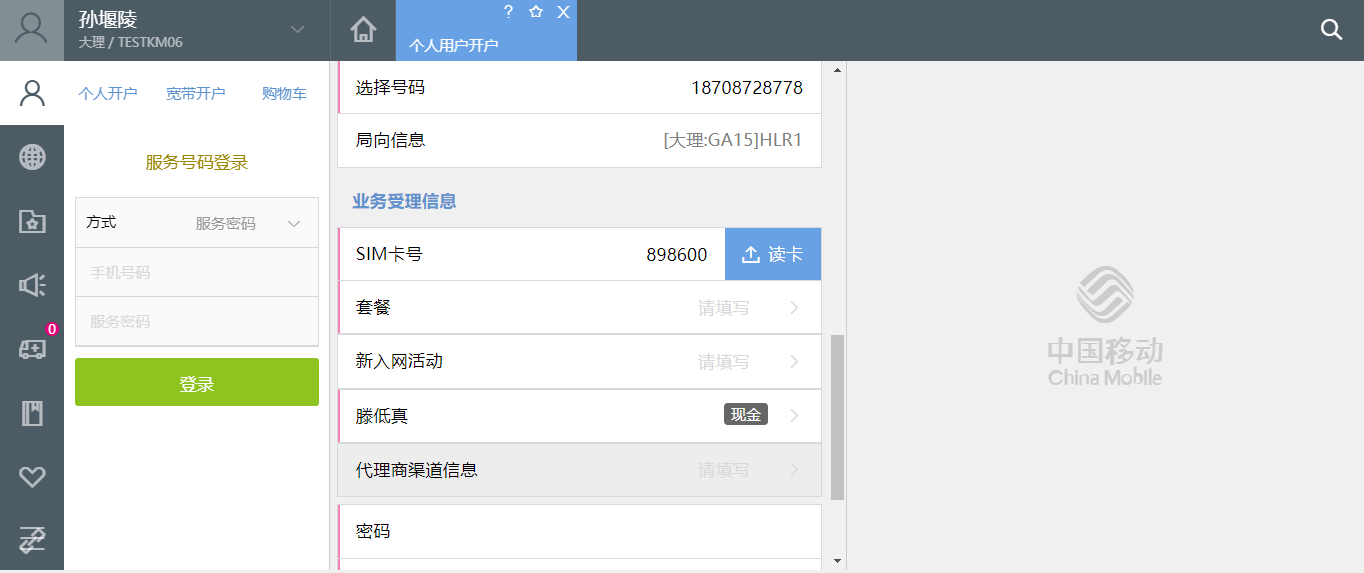 孙堰陵
大理 / TESTKM06
? X
个人用户开户
个人开户 宽带开户 购物车
服务号码登录
方式 服务密码
手机号码
服务密码
登录
0
选择号码 18708728778
局向信息 [大理:GA15]HLR1
业务受理信息
SIM卡号 898600 读卡
套餐 请填写
新入网活动 请填写
滕低真 现金
代理商渠道信息 请填写
密码
中国移动
China Mobile